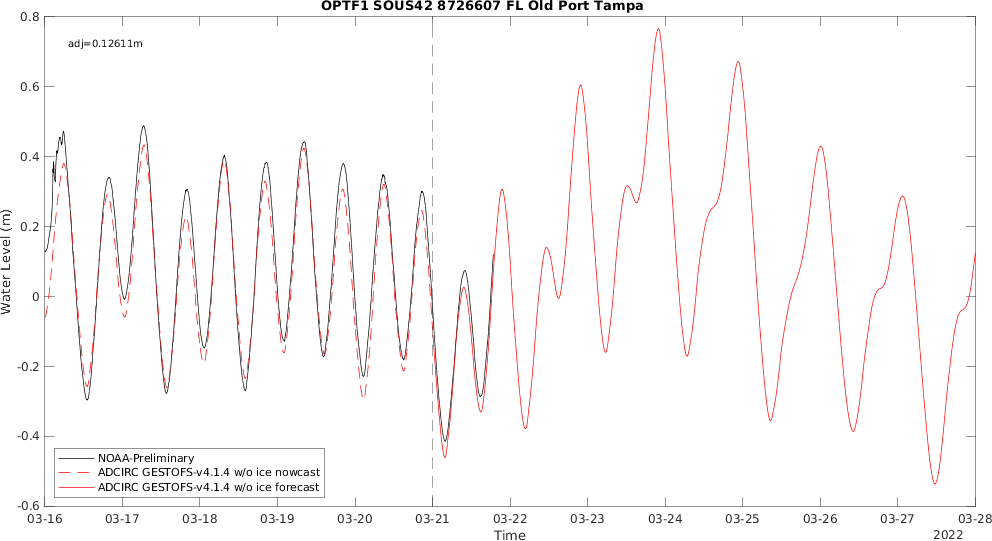 OPTF1 SOUS42 8726607 FL Old Port Tampa
adj=0.12611m
0.8
0.6
0.4
0.2
0
-0.2
-0.4
-0.6
Water Level (m)
NOAA-Preliminary
ADCIRC GESTOFS-v4.1.4 w/o ice nowcast
ADCIRC GESTOFS-v4.1.4 w/o ice forecast
03-16 03-17 03-18 03-19 03-20 03-21 03-22 03-23 03-24 03-25 03-26 03-27 03-28
Time
2022